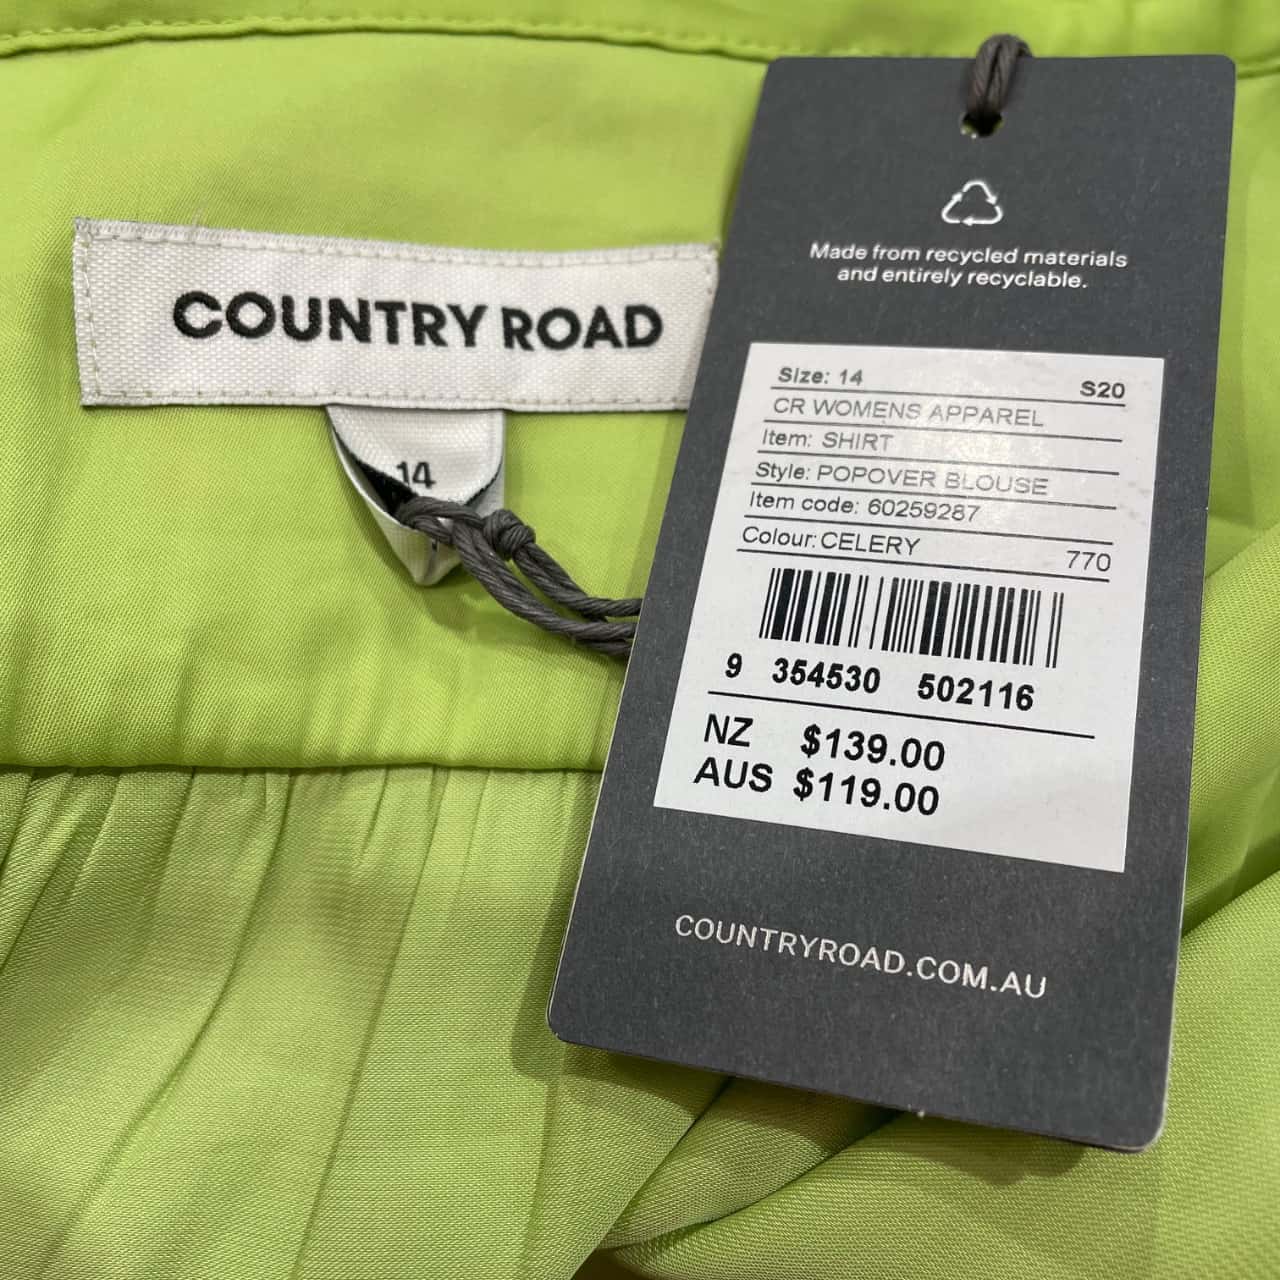 COUNTRY ROAD
14
Made from recycled materials
and entirely recyclable.
Size: 14 S20
CR WOMENS APPAREL
Item: SHIRT
Style: POPOVER BLOUSE
Item code: 60259287
Colour: CELERY 770
9 354530 502116
NZ $139.00
AUS $119.00
COUNTRYROAD.COM.AU